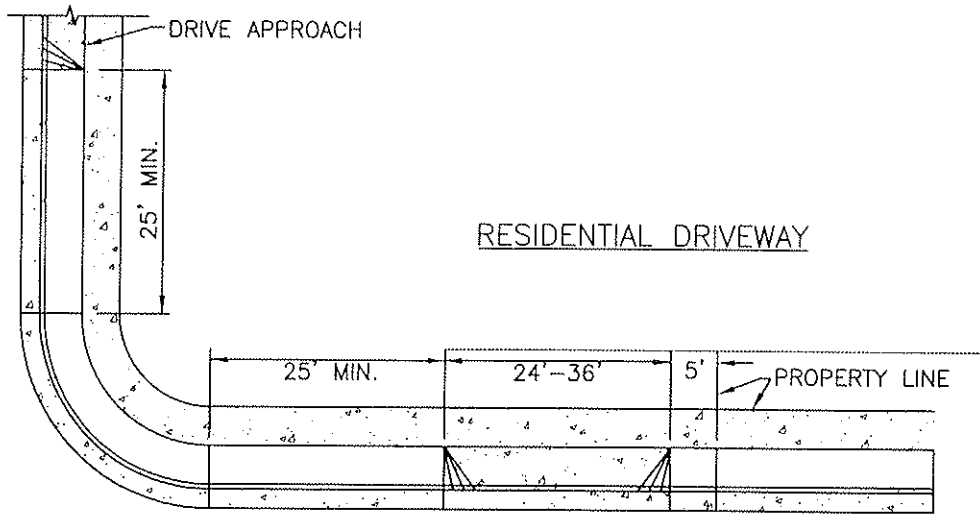 DRIVE APPROACH
25' MIN.
RESIDENTIAL DRIVEWAY
25' MIN.
24'-36'
5'
PROPERTY LINE